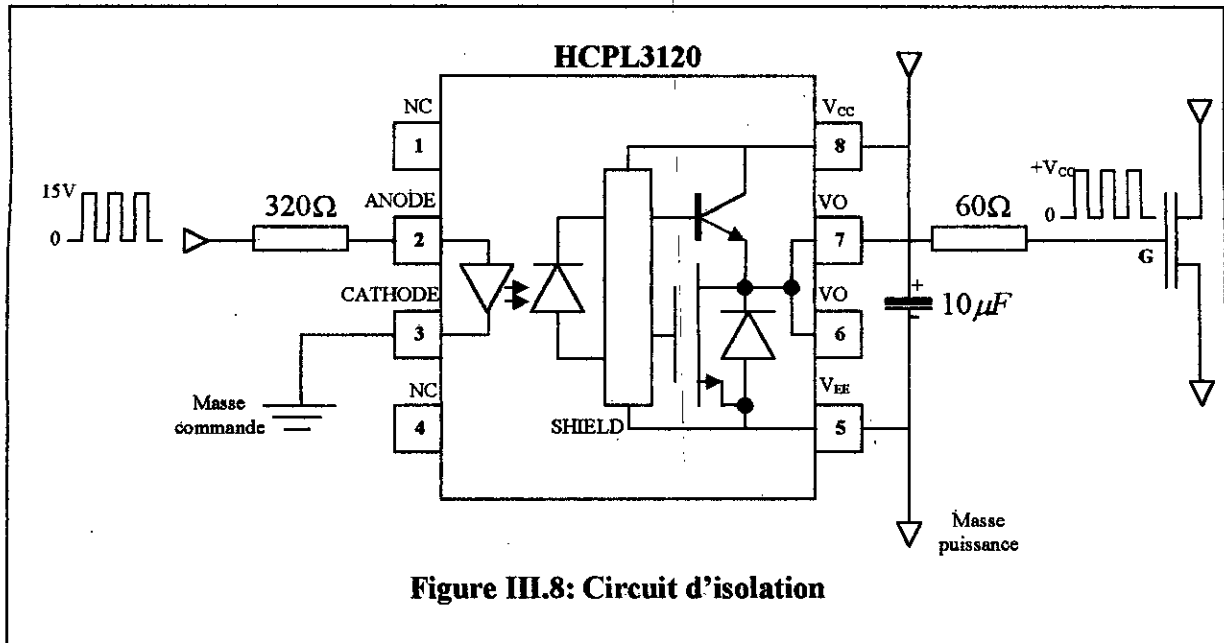 HCPL3120
NC
1
V_CC
8
15V
0
320Ω
ANODE
2
VO
7
+V_CC
0
60Ω
G
CATHODE
3
VO
6
+
10μF
-
NC
4
Masse
commande
SHIELD
V_EE
5
Masse
puissance
Figure III.8: Circuit d'isolation